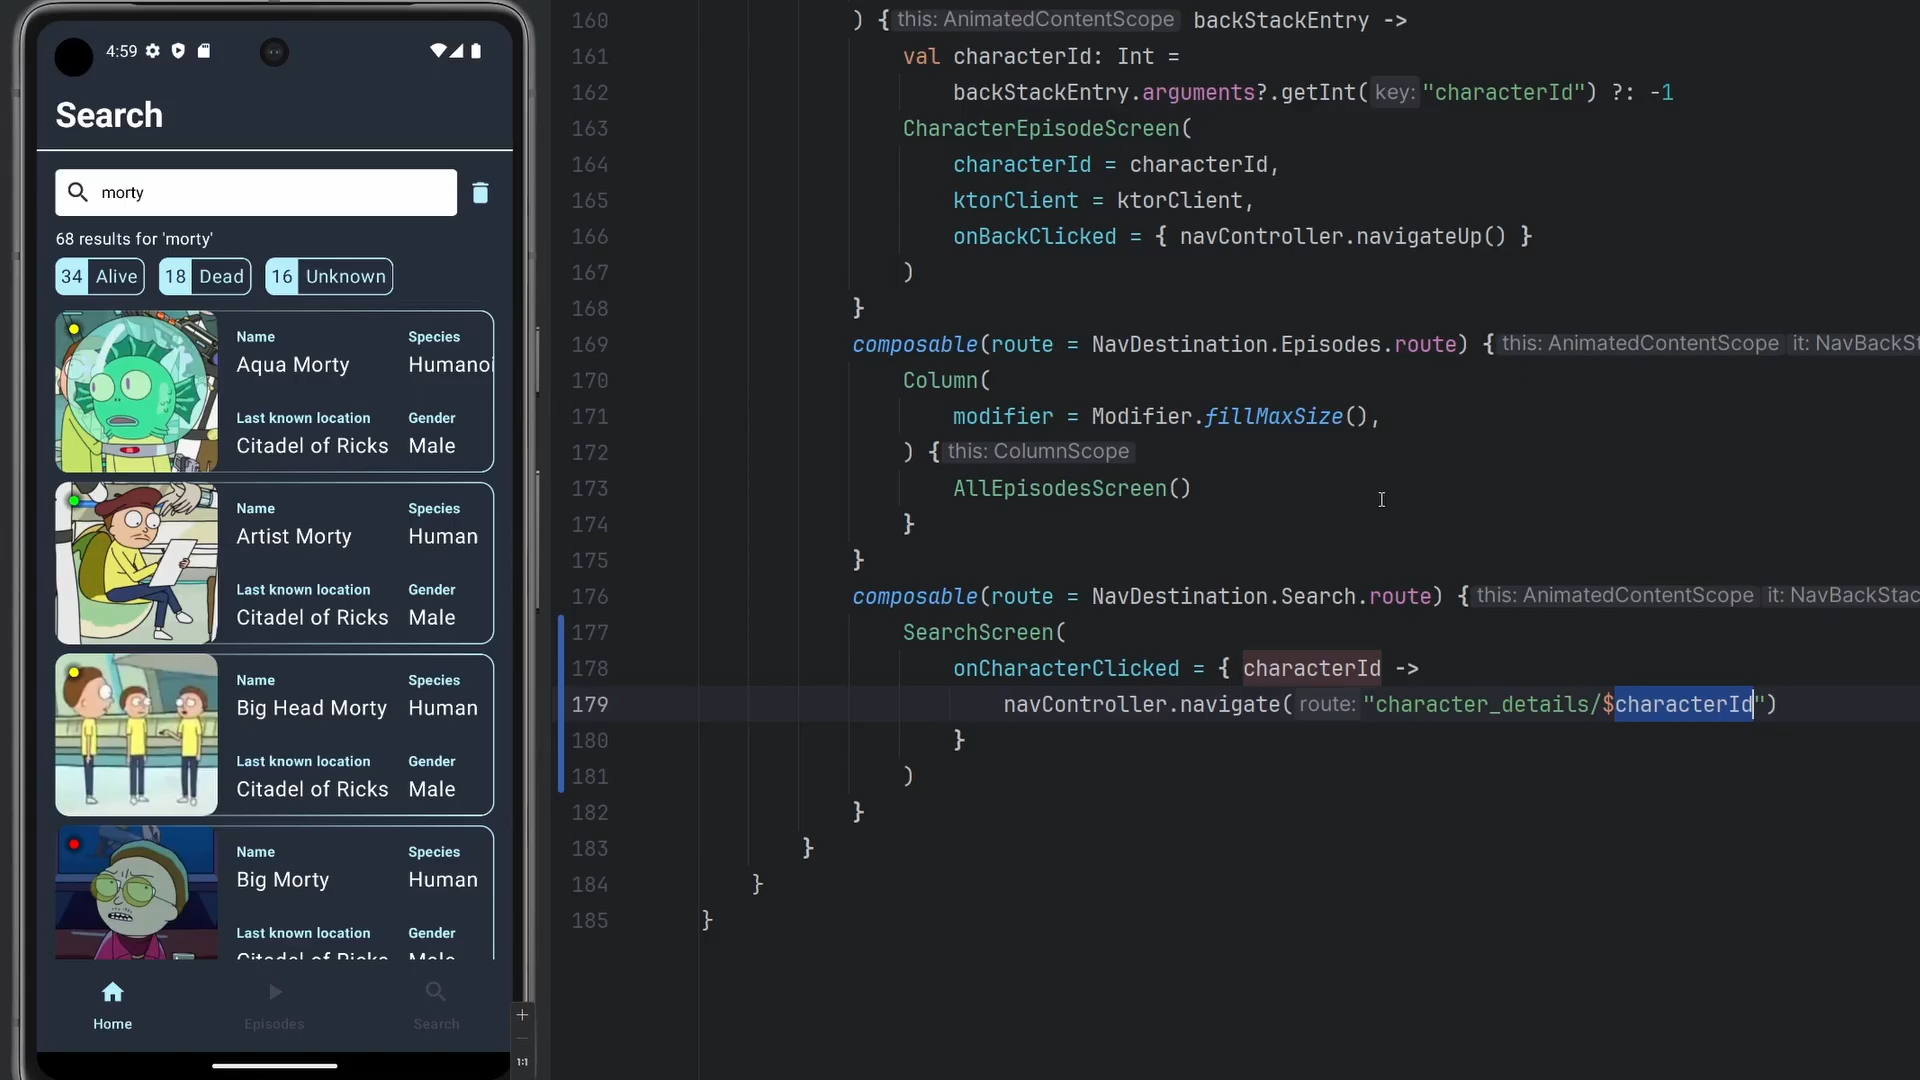 4:59
Search
morty
68 results for 'morty'
34 Alive 18 Dead 16 Unknown
Name Species
Aqua Morty Humanoi
Last known location Gender
Citadel of Ricks Male
Name Species
Artist Morty Human
Last known location Gender
Citadel of Ricks Male
Name Species
Big Head Morty Human
Last known location Gender
Citadel of Ricks Male
Name Species
Big Morty Human
Last known location Gender
Citadel of Ricks Male
Home Episodes Search
1:1
160 ) { this: AnimatedContentScope backStackEntry ->
161 val characterId: Int =
162 backStackEntry.arguments?.getInt( key: "characterId") ?: -1
163 CharacterEpisodeScreen(
164 characterId = characterId,
165 ktorClient = ktorClient,
166 onBackClicked = { navController.navigateUp() }
167 )
168 }
169 composable(route = NavDestination.Episodes.route) { this: AnimatedContentScope it: NavBackSt
170 Column(
171 modifier = Modifier.fillMaxSize(),
172 ) { this: ColumnScope
173 AllEpisodesScreen()
174 }
175 }
176 composable(route = NavDestination.Search.route) { this: AnimatedContentScope it: NavBackStac
177 SearchScreen(
178 onCharacterClicked = { characterId ->
179 navController.navigate( route: "character_details/$characterId")
180 }
181 )
182 }
183 }
184 }
185 }